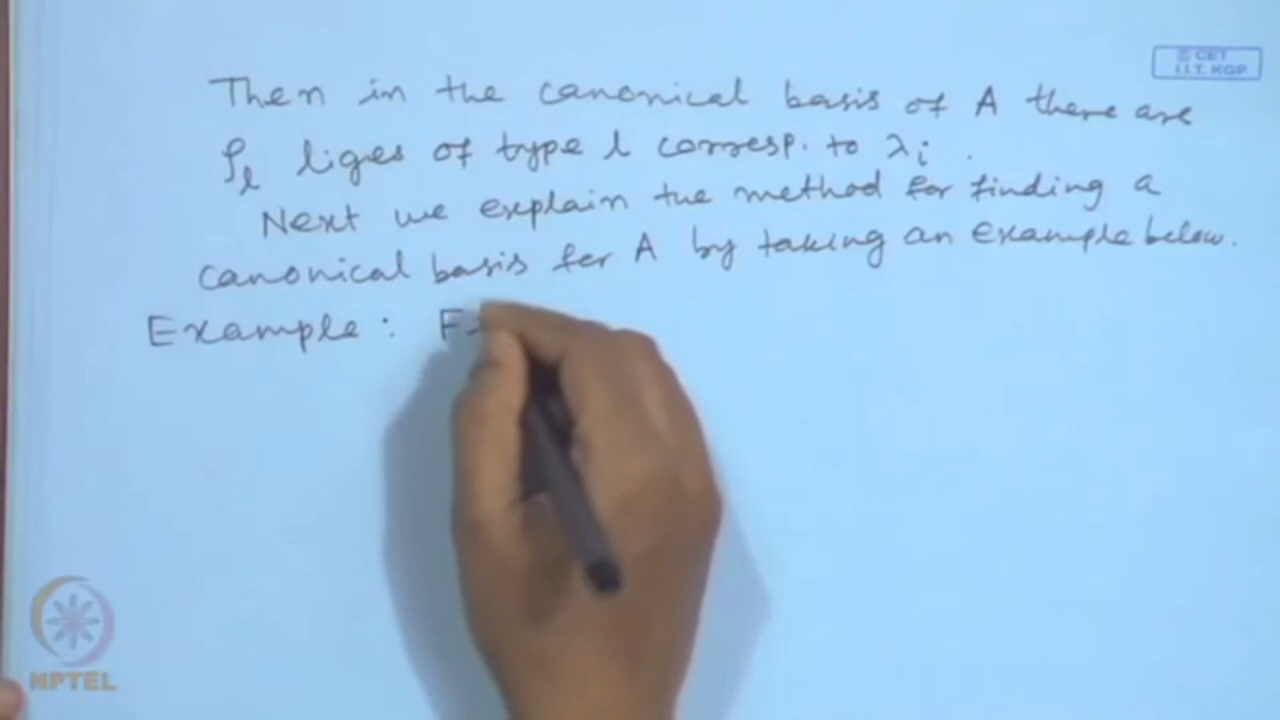 © CET
I.I.T. KGP
Then in the canonical basis of A there are
ρl liges of type l corresp. to λi.
Next we explain the method for finding a
canonical basis for A by taking an example below.
Example: F
NPTEL